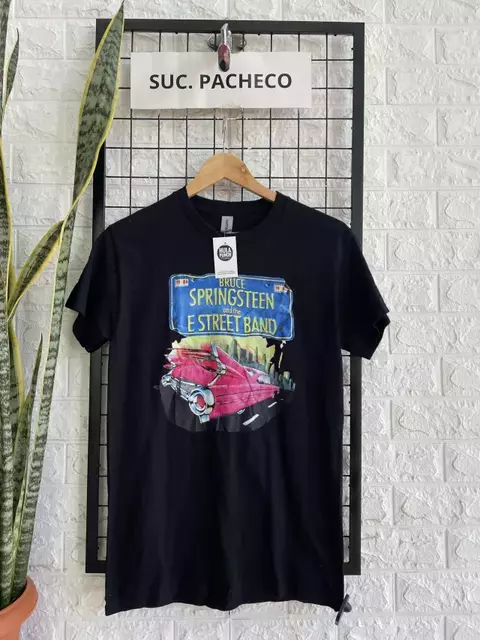 SUC. PACHECO
BRUCE
SPRINGSTEEN
and the
E STREET BAND